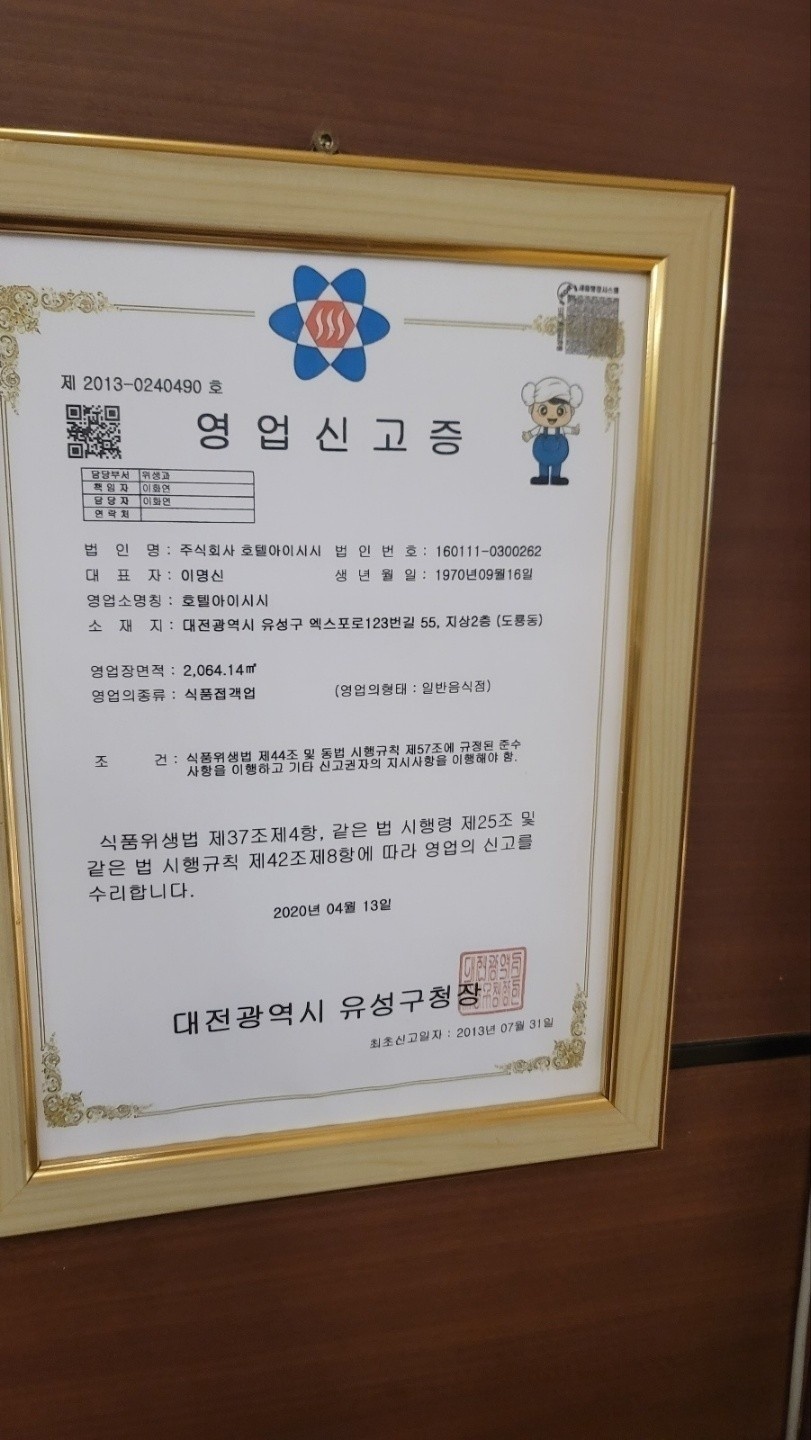 제 2013-0240490 호
영업신고증
담당부서 위생과
책임자 이화연
담당자 이화연
연락처
법인명 : 주식회사 호텔아이시시 법인번호 : 160111-0300262
대표자 : 이명신 생년월일 : 1970년09월16일
영업소명칭 : 호텔아이시시
소재지 : 대전광역시 유성구 엑스포로123번길 55, 지상2층 (도룡동)
영업장면적 : 2,064.14㎡
영업의종류 : 식품접객업 (영업의형태 : 일반음식점)
조건 : 식품위생법 제44조 및 동법 시행규칙 제57조에 규정된 준수
사항을 이행하고 기타 신고권자의 지시사항을 이행해야 함.
식품위생법 제37조제4항, 같은 법 시행령 제25조 및
같은 법 시행규칙 제42조제8항에 따라 영업의 신고를
수리합니다.
2020년 04월 13일
대전광역시 유성구청장
최초신고일자 : 2013년 07월 31일